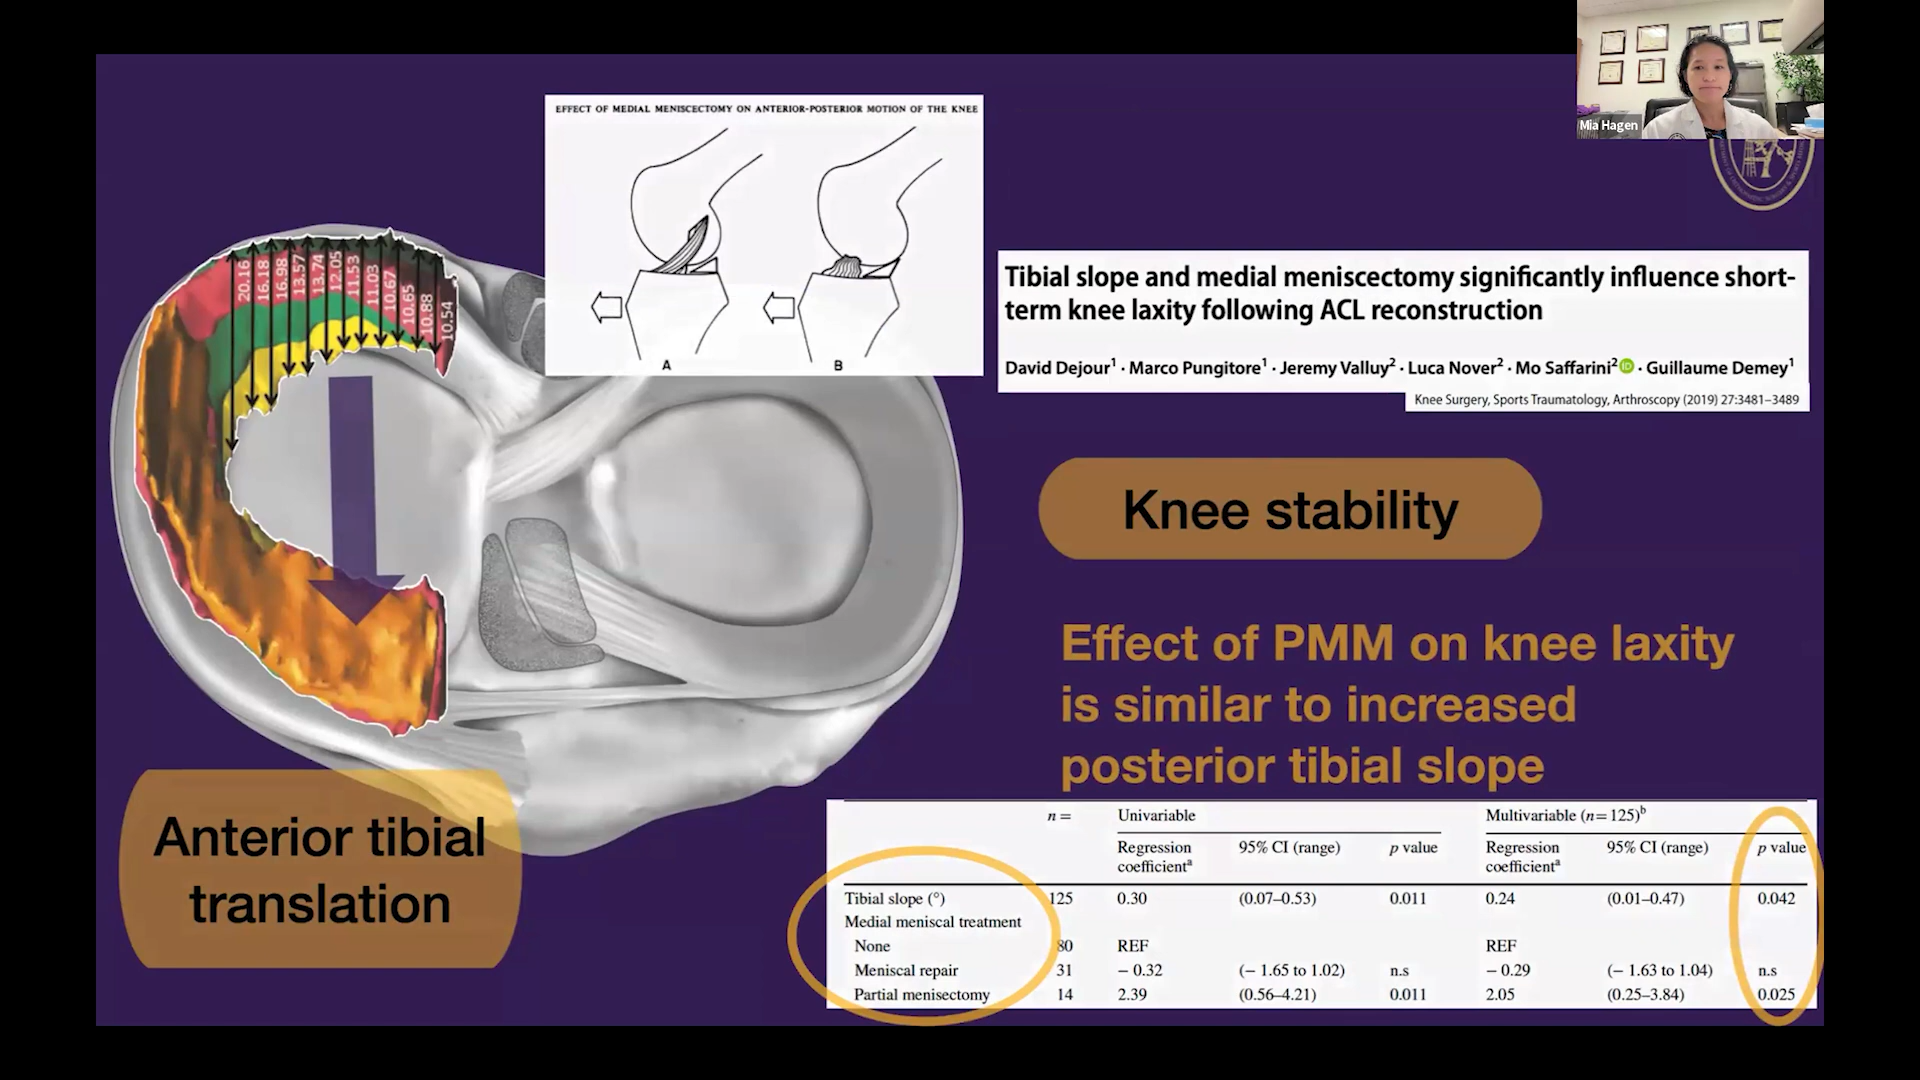 Mia Hagen
EFFECT OF MEDIAL MENISCECTOMY ON ANTERIOR-POSTERIOR MOTION OF THE KNEE
A
B
20.16
16.18
16.98
13.57
13.74
12.05
11.53
11.03
10.67
10.65
10.88
10.54
Tibial slope and medial meniscectomy significantly influence short-
term knee laxity following ACL reconstruction
David Dejour1 · Marco Pungitore1 · Jeremy Valluy2 · Luca Nover2 · Mo Saffarini2 iD · Guillaume Demey1
Knee Surgery, Sports Traumatology, Arthroscopy (2019) 27:3481–3489
Knee stability
Effect of PMM on knee laxity
is similar to increased
posterior tibial slope
Anterior tibial
translation
n = Univariable Multivariable (n = 125)b
Regression 95% CI (range) p value Regression 95% CI (range) p value
coefficienta coefficienta
Tibial slope (°) 125 0.30 (0.07–0.53) 0.011 0.24 (0.01–0.47) 0.042
Medial meniscal treatment
None 80 REF REF
Meniscal repair 31 − 0.32 (− 1.65 to 1.02) n.s − 0.29 (− 1.63 to 1.04) n.s
Partial menisectomy 14 2.39 (0.56–4.21) 0.011 2.05 (0.25–3.84) 0.025